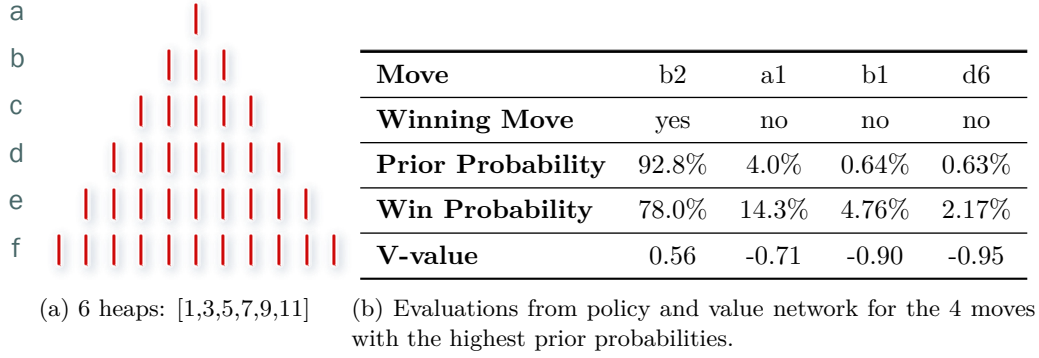 a
b
c
d
e
f
(a) 6 heaps: [1,3,5,7,9,11]
Move b2 a1 b1 d6
Winning Move yes no no no
Prior Probability 92.8% 4.0% 0.64% 0.63%
Win Probability 78.0% 14.3% 4.76% 2.17%
V-value 0.56 -0.71 -0.90 -0.95
(b) Evaluations from policy and value network for the 4 moves
with the highest prior probabilities.